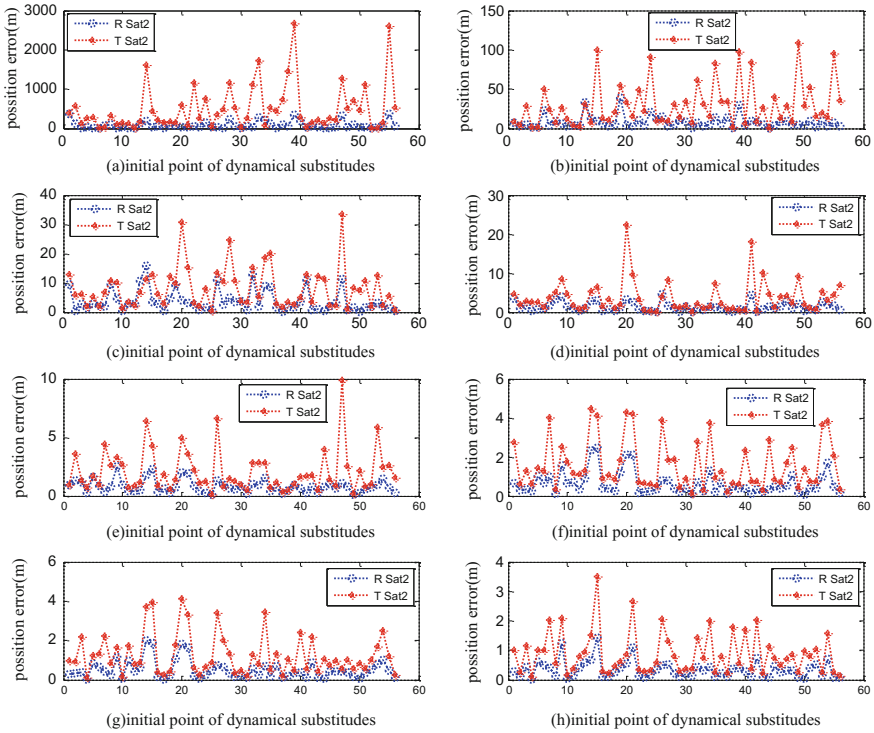 3000
2000
1000
0
possition error(m)
R Sat2
T Sat2
0 10 20 30 40 50 60
(a)initial point of dynamical substitudes
150
100
50
0
possition error(m)
R Sat2
T Sat2
0 10 20 30 40 50 60
(b)initial point of dynamical substitudes
40
30
20
10
0
possition error(m)
R Sat2
T Sat2
0 10 20 30 40 50 60
(c)initial point of dynamical substitudes
30
20
10
0
possition error(m)
R Sat2
T Sat2
0 10 20 30 40 50 60
(d)initial point of dynamical substitudes
10
5
0
possition error(m)
R Sat2
T Sat2
0 10 20 30 40 50 60
(e)initial point of dynamical substitudes
6
4
2
0
possition error(m)
R Sat2
T Sat2
0 10 20 30 40 50 60
(f)initial point of dynamical substitudes
6
4
2
0
possition error(m)
R Sat2
T Sat2
0 10 20 30 40 50 60
(g)initial point of dynamical substitudes
4
3
2
1
0
possition error(m)
R Sat2
T Sat2
0 10 20 30 40 50 60
(h)initial point of dynamical substitudes